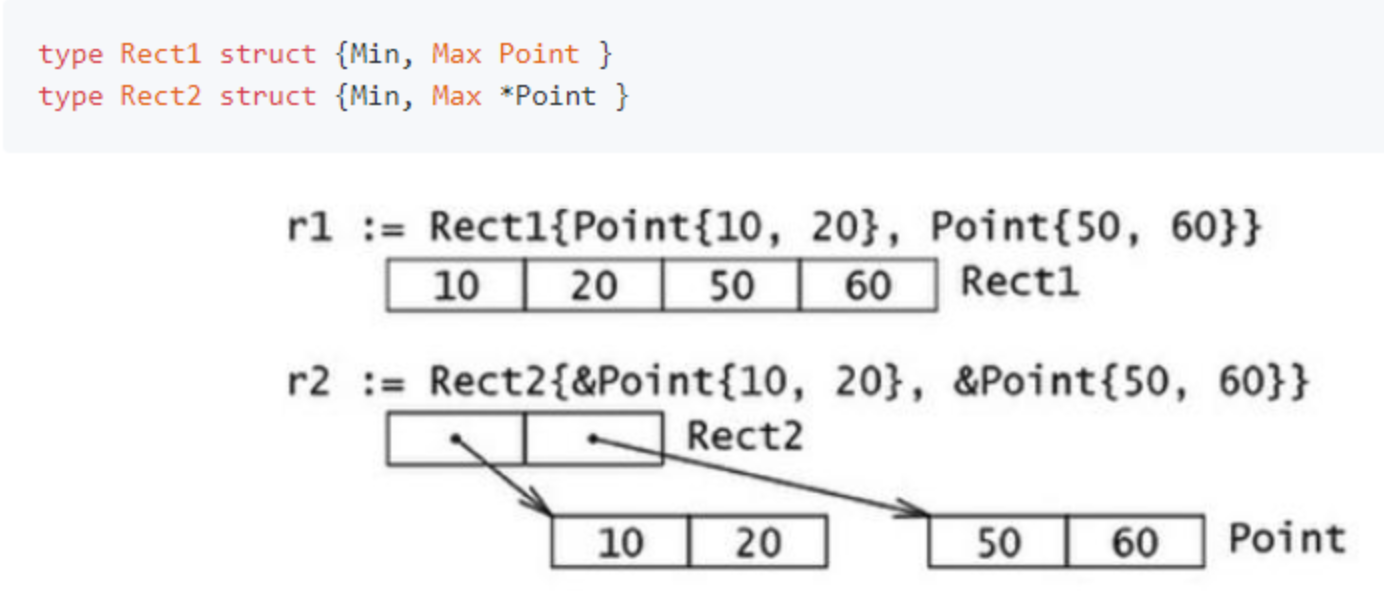 type Rect1 struct {Min, Max Point }
type Rect2 struct {Min, Max *Point }
r1 := Rect1{Point{10, 20}, Point{50, 60}}
10 20 50 60 Rect1
r2 := Rect2{&Point{10, 20}, &Point{50, 60}}
Rect2
10 20 50 60 Point